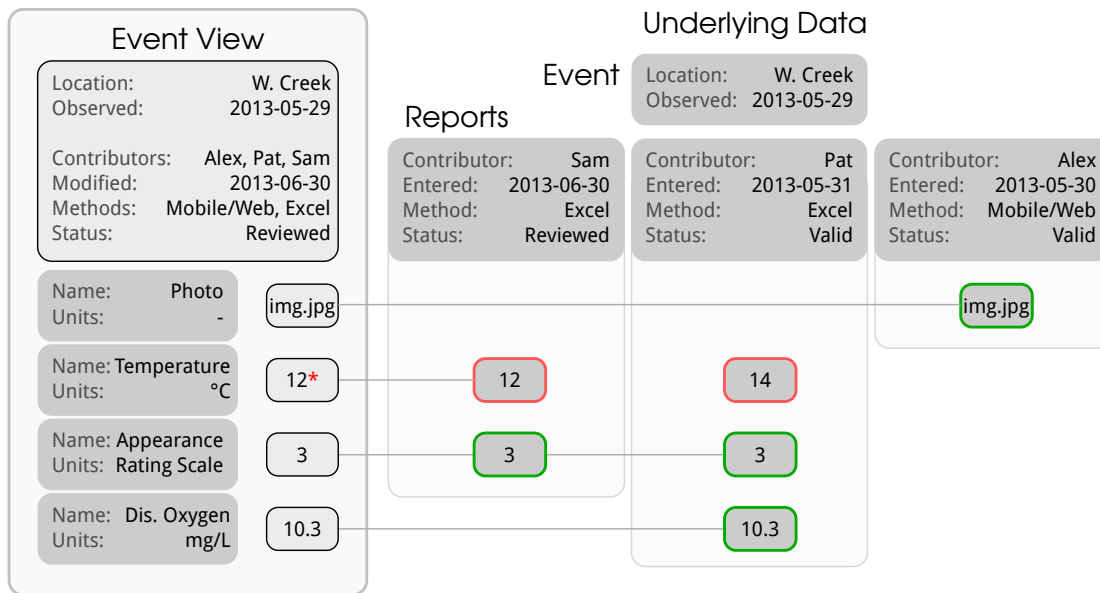 Event View
Location: W. Creek
Observed: 2013-05-29
Contributors: Alex, Pat, Sam
Modified: 2013-06-30
Methods: Mobile/Web, Excel
Status: Reviewed
Name: Photo
Units: -
img.jpg
Name: Temperature
Units: °C
12*
Name: Appearance
Units: Rating Scale
3
Name: Dis. Oxygen
Units: mg/L
10.3
Underlying Data
Event
Location: W. Creek
Observed: 2013-05-29
Reports
Contributor: Sam
Entered: 2013-06-30
Method: Excel
Status: Reviewed
12
3
Contributor: Pat
Entered: 2013-05-31
Method: Excel
Status: Valid
14
3
10.3
Contributor: Alex
Entered: 2013-05-30
Method: Mobile/Web
Status: Valid
img.jpg